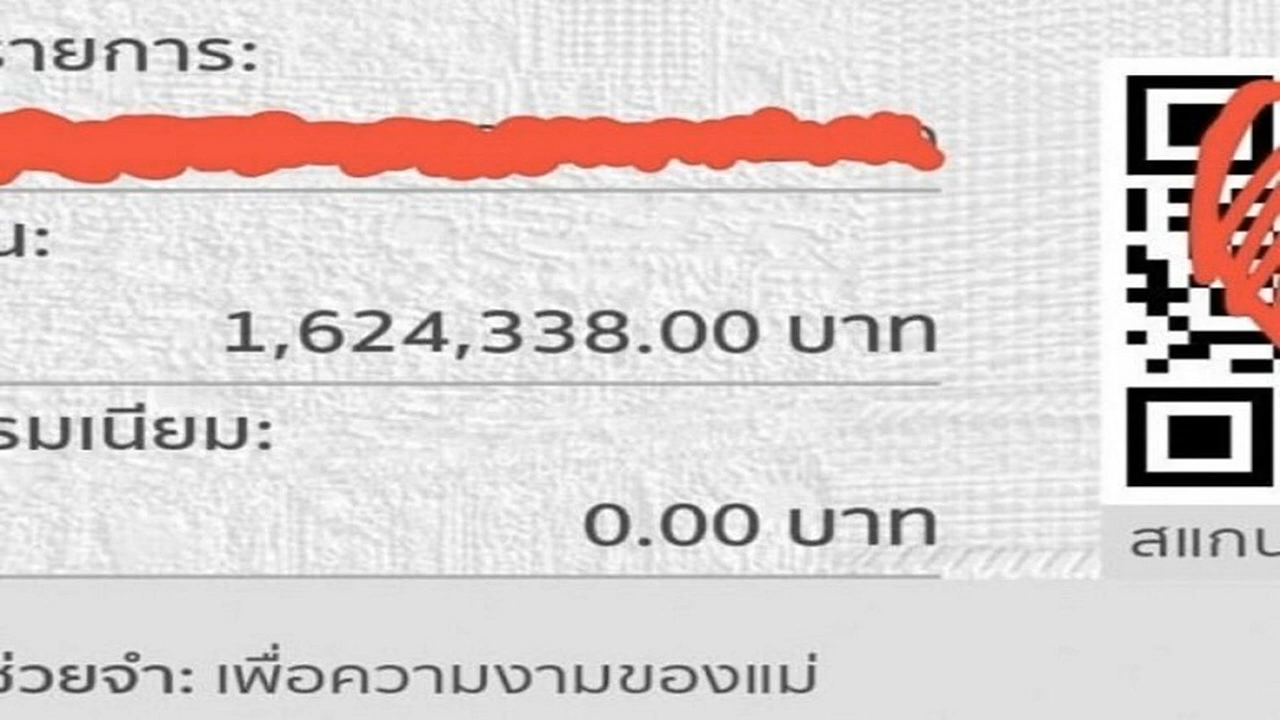 รายการ:
น:
1,624,338.00 บาท
รมเนียม:
0.00 บาท
สแกน
ช่วยจำ: เพื่อความงามของแม่